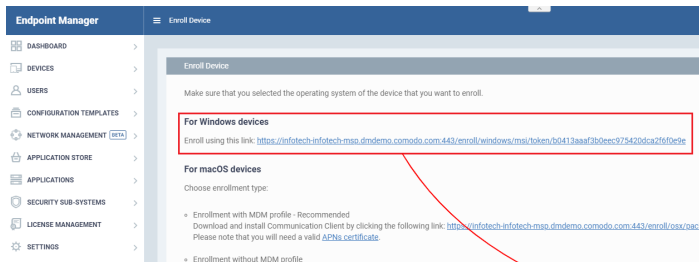 Endpoint Manager
Enroll Device
DASHBOARD
DEVICES
USERS
CONFIGURATION TEMPLATES
NETWORK MANAGEMENT BETA
APPLICATION STORE
APPLICATIONS
SECURITY SUB-SYSTEMS
LICENSE MANAGEMENT
SETTINGS
Enroll Device
Make sure that you selected the operating system of the device that you want to enroll.
For Windows devices
Enroll using this link: https://infotech-infotech-msp.dmdemo.comodo.com:443/enroll/windows/msi/token/b0413aaaf3b0eec975420dca2f6f0e9e
For macOS devices
Choose enrollment type:
Enrollment with MDM profile - Recommended
Download and install Communication Client by clicking the following link: https://infotech-infotech-msp.dmdemo.comodo.com:443/enroll/osx/pac
Please note that you will need a valid APNs certificate.
Enrollment without MDM profile